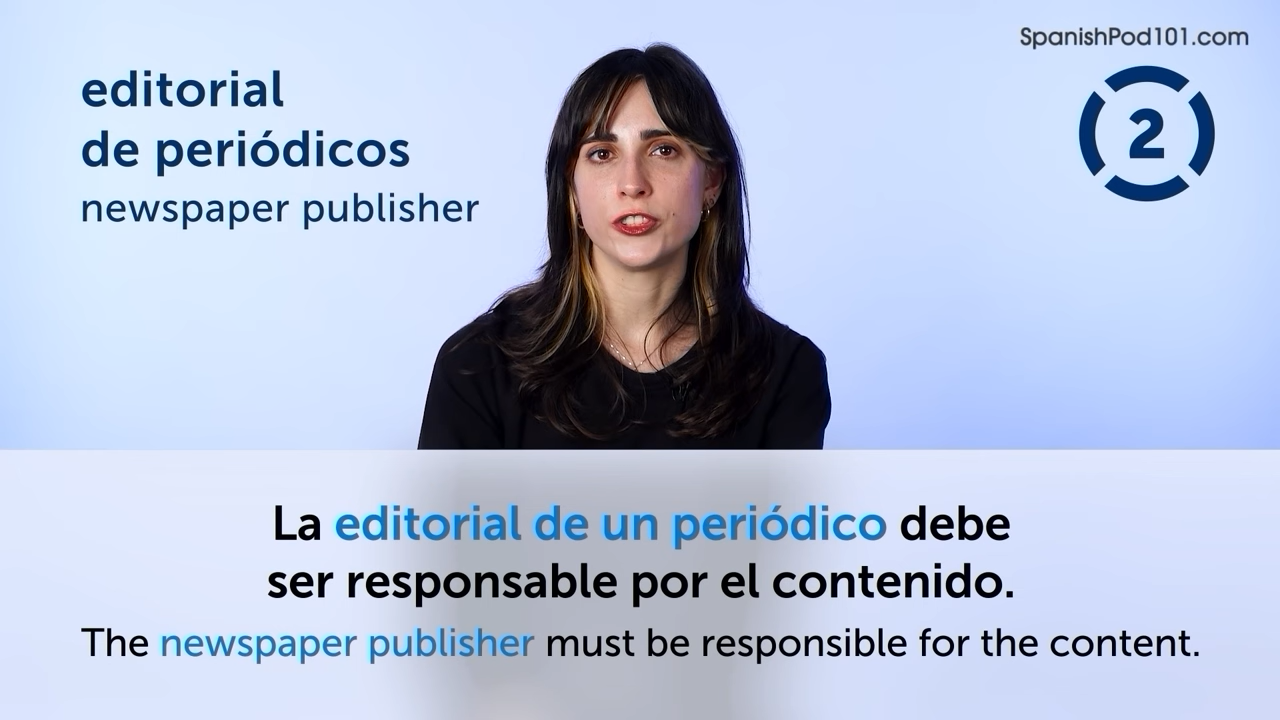 SpanishPod101.com
editorial
de periódicos
newspaper publisher
2
La editorial de un periódico debe
ser responsable por el contenido.
The newspaper publisher must be responsible for the content.